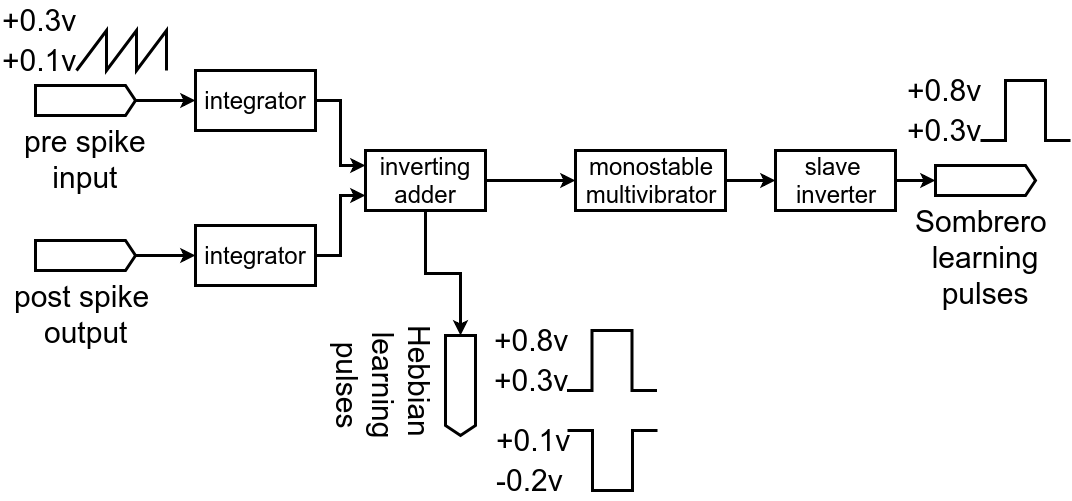 +0.3v
+0.1v
pre spike
input
integrator
post spike
output
integrator
inverting
adder
monostable
multivibrator
slave
inverter
+0.8v
+0.3v
Sombrero
learning
pulses
Hebbian
learning
pulses
+0.8v
+0.3v
+0.1v
-0.2v